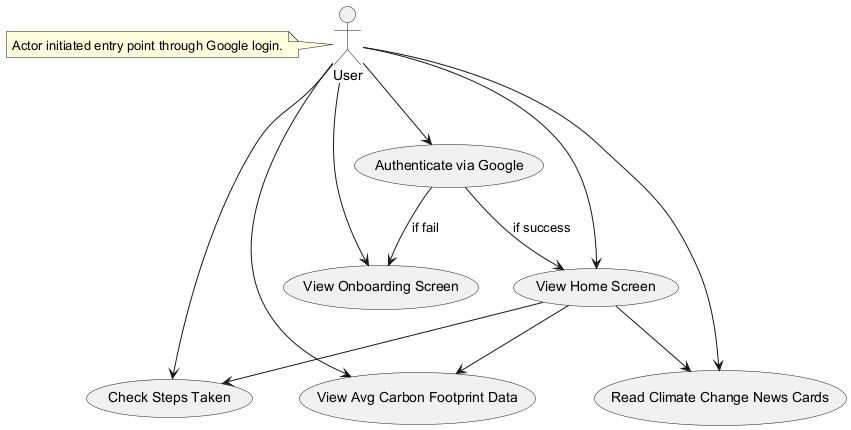 Actor initiated entry point through Google login.
User
Authenticate via Google
if fail
if success
View Onboarding Screen
View Home Screen
Check Steps Taken
View Avg Carbon Footprint Data
Read Climate Change News Cards